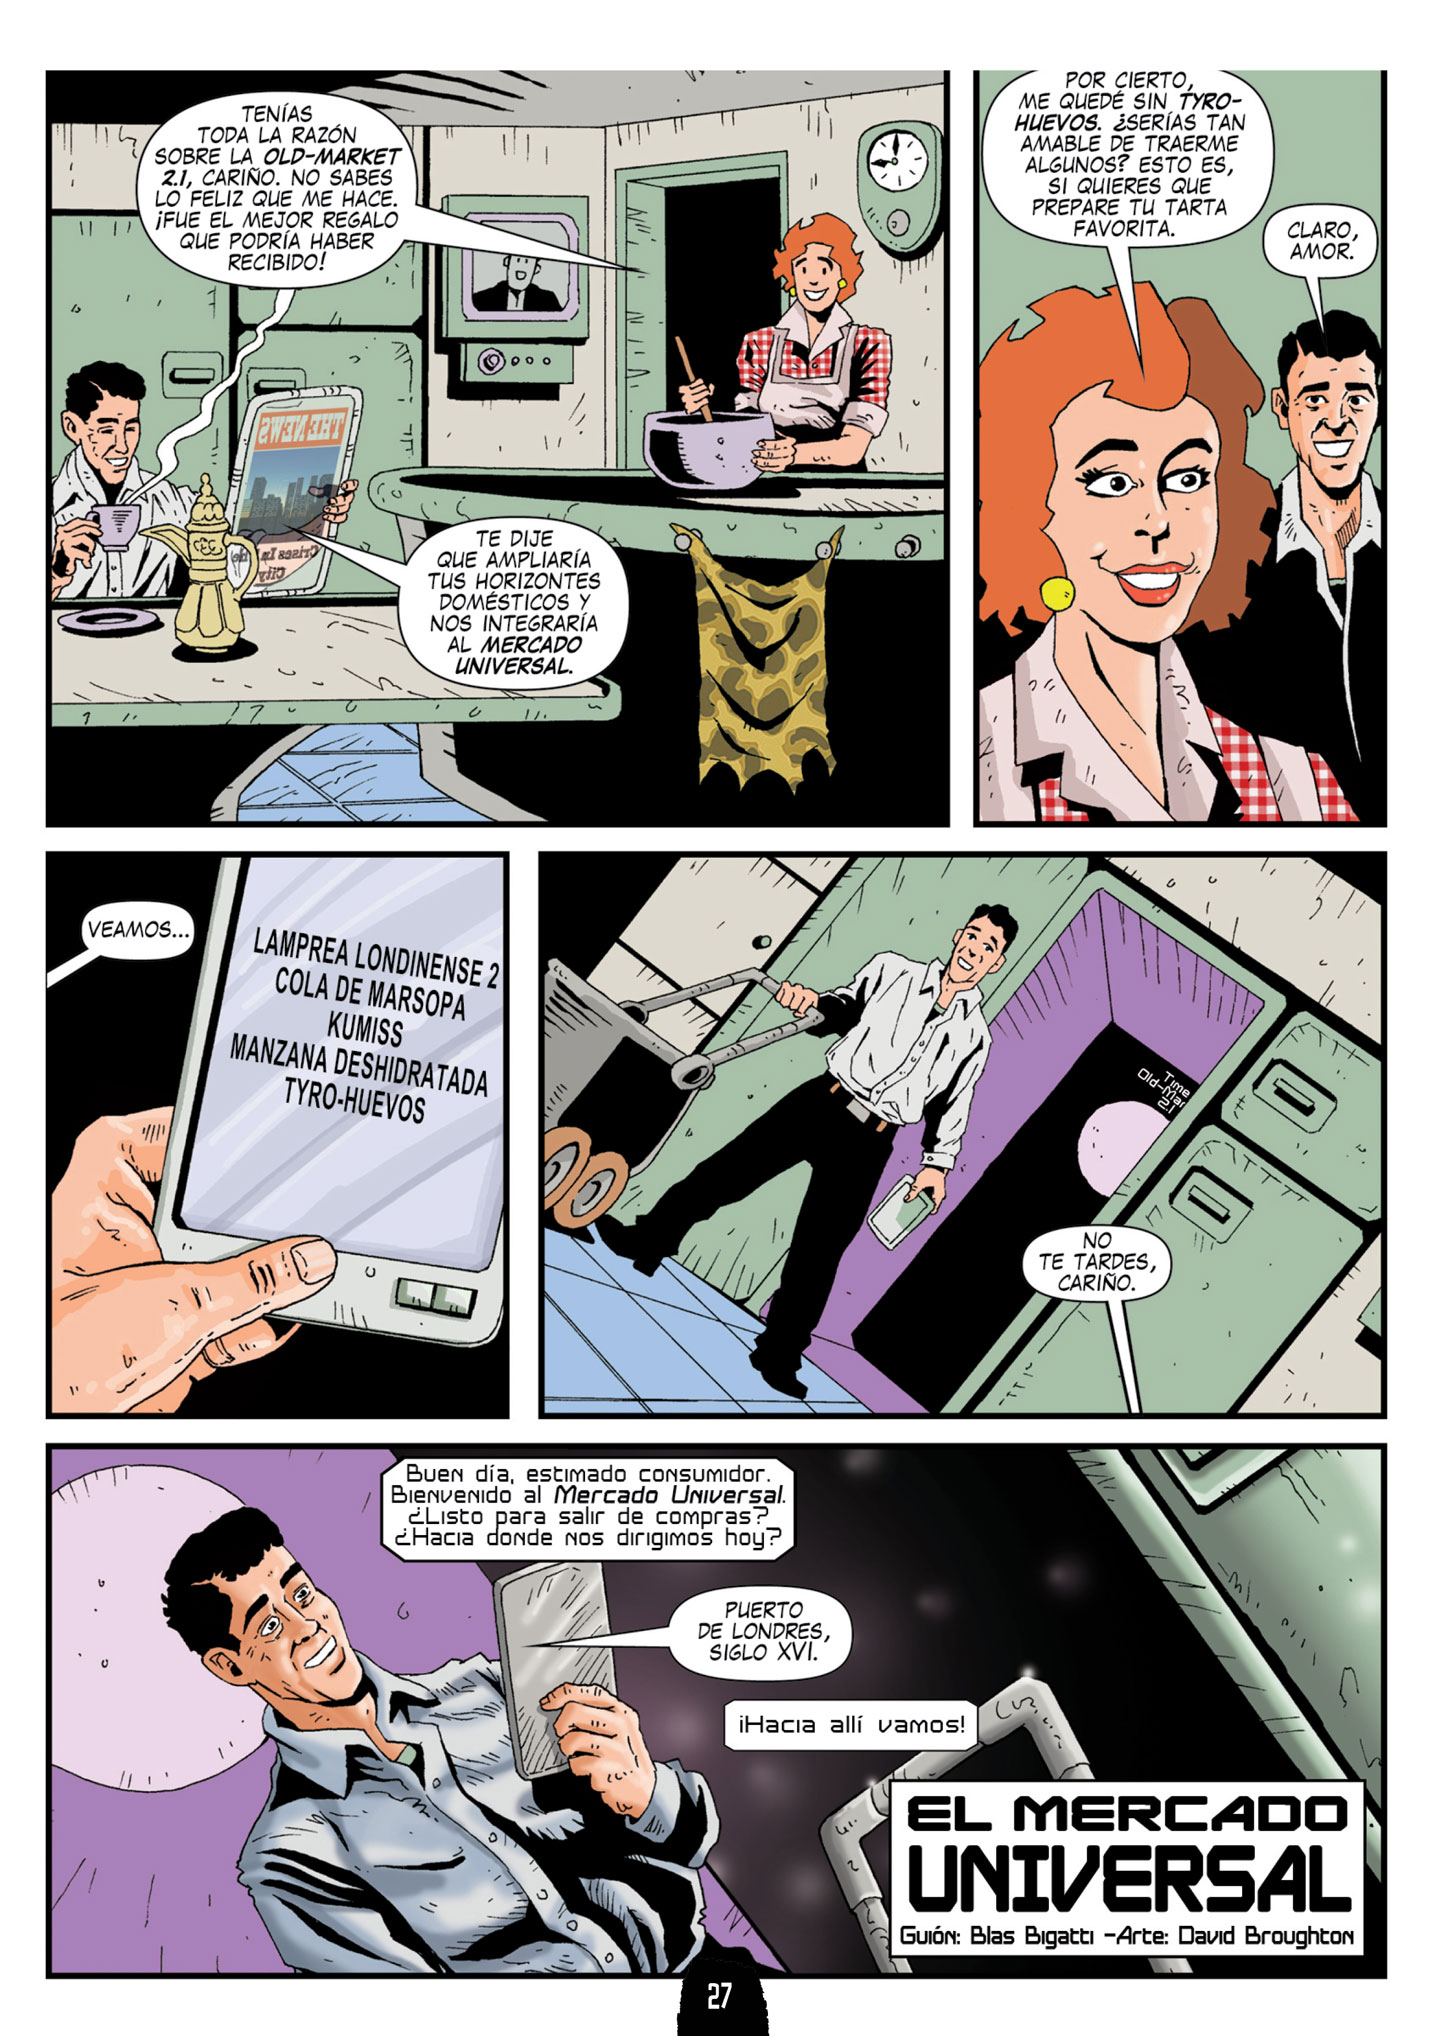 TENÍAS
TODA LA RAZÓN
SOBRE LA OLD-MARKET
2.1, CARIÑO. NO SABES
LO FELIZ QUE ME HACE.
¡FUE EL MEJOR REGALO
QUE PODRÍA HABER
RECIBIDO!
THE NEWS
Crises In
City
TE DIJE
QUE AMPLIARÍA
TUS HORIZONTES
DOMÉSTICOS Y
NOS INTEGRARÍA
AL MERCADO
UNIVERSAL.
POR CIERTO,
ME QUEDÉ SIN TYRO-
HUEVOS. ¿SERÍAS TAN
AMABLE DE TRAERME
ALGUNOS? ESTO ES,
SI QUIERES QUE
PREPARE TU TARTA
FAVORITA.
CLARO,
AMOR.
VEAMOS...
LAMPREA LONDINENSE 2
COLA DE MARSOPA
KUMISS
MANZANA DESHIDRATADA
TYRO-HUEVOS
Time
Old-Mar
2.1
NO
TE TARDES,
CARIÑO.
Buen día, estimado consumidor.
Bienvenido al Mercado Universal.
¿Listo para salir de compras?
¿Hacia donde nos dirigimos hoy?
PUERTO
DE LONDRES,
SIGLO XVI.
¡Hacia allí vamos!
EL MERCADO
UNIVERSAL
Guión: Blas Bigatti -Arte: David Broughton
27